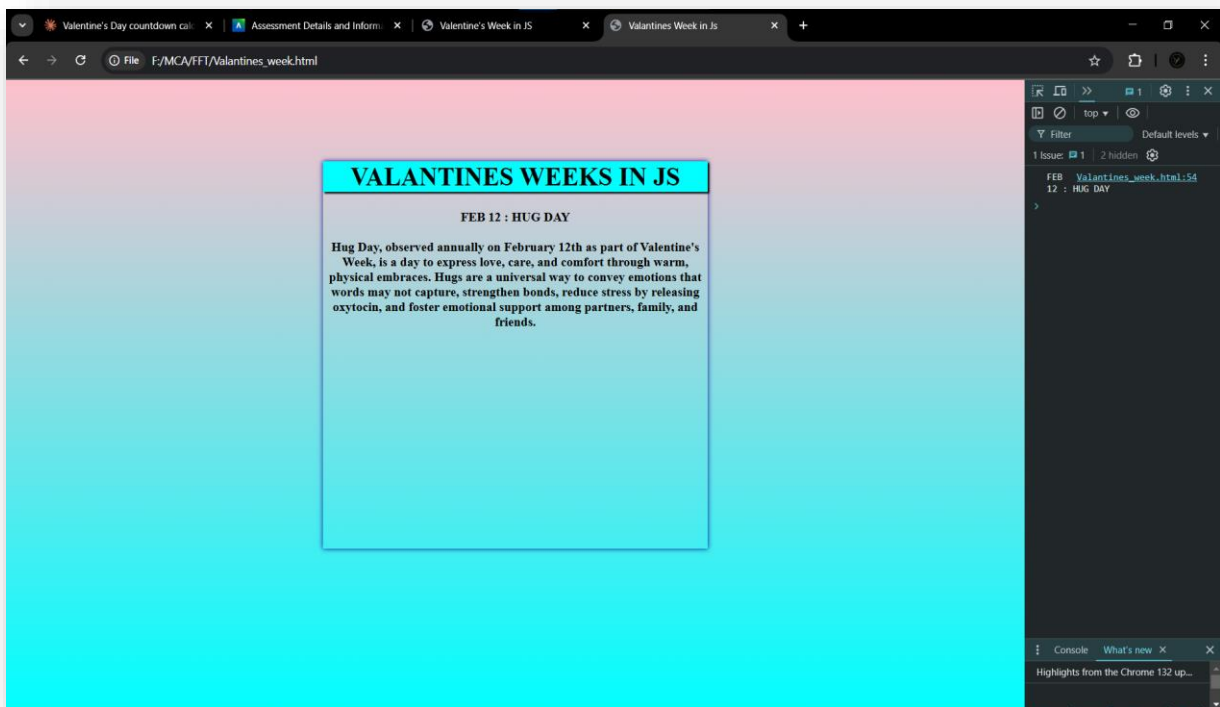 Valentine's Day countdown cal
Assessment Details and Inform
Valentine's Week in JS
Valantines Week in Js
File F:/MCA/FFT/Valantines_week.html
top
Filter Default levels
1 Issue: 1 2 hidden
FEB Valantines_week.html:54
12 : HUG DAY
VALANTINES WEEKS IN JS
FEB 12 : HUG DAY
Hug Day, observed annually on February 12th as part of Valentine's
Week, is a day to express love, care, and comfort through warm,
physical embraces. Hugs are a universal way to convey emotions that
words may not capture, strengthen bonds, reduce stress by releasing
oxytocin, and foster emotional support among partners, family, and
friends.
Console What's new
Highlights from the Chrome 132 up...